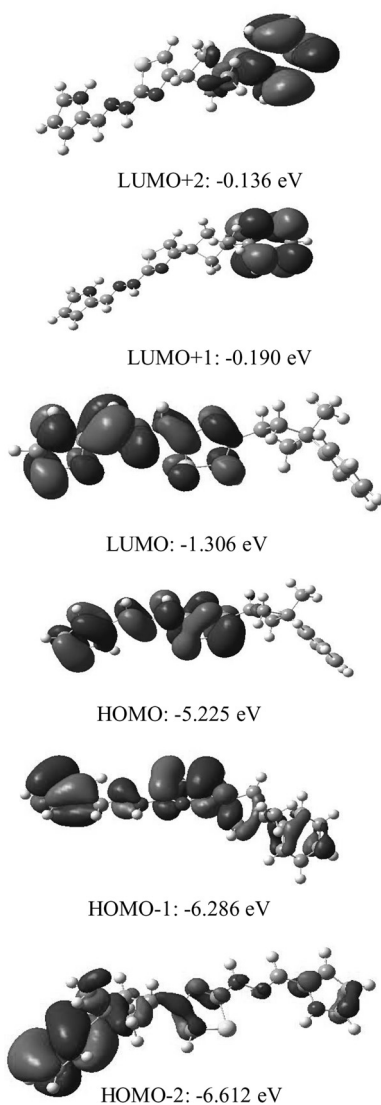 LUMO+2: -0.136 eV
LUMO+1: -0.190 eV
LUMO: -1.306 eV
HOMO: -5.225 eV
HOMO-1: -6.286 eV
HOMO-2: -6.612 eV